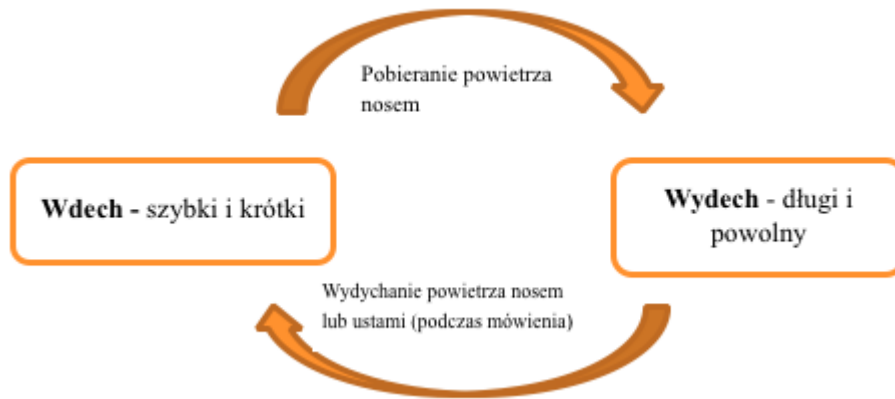 Pobieranie powietrza
nosem
Wdech - szybki i krótki
Wydech - długi i
powolny
Wydychanie powietrza nosem
lub ustami (podczas mówienia)